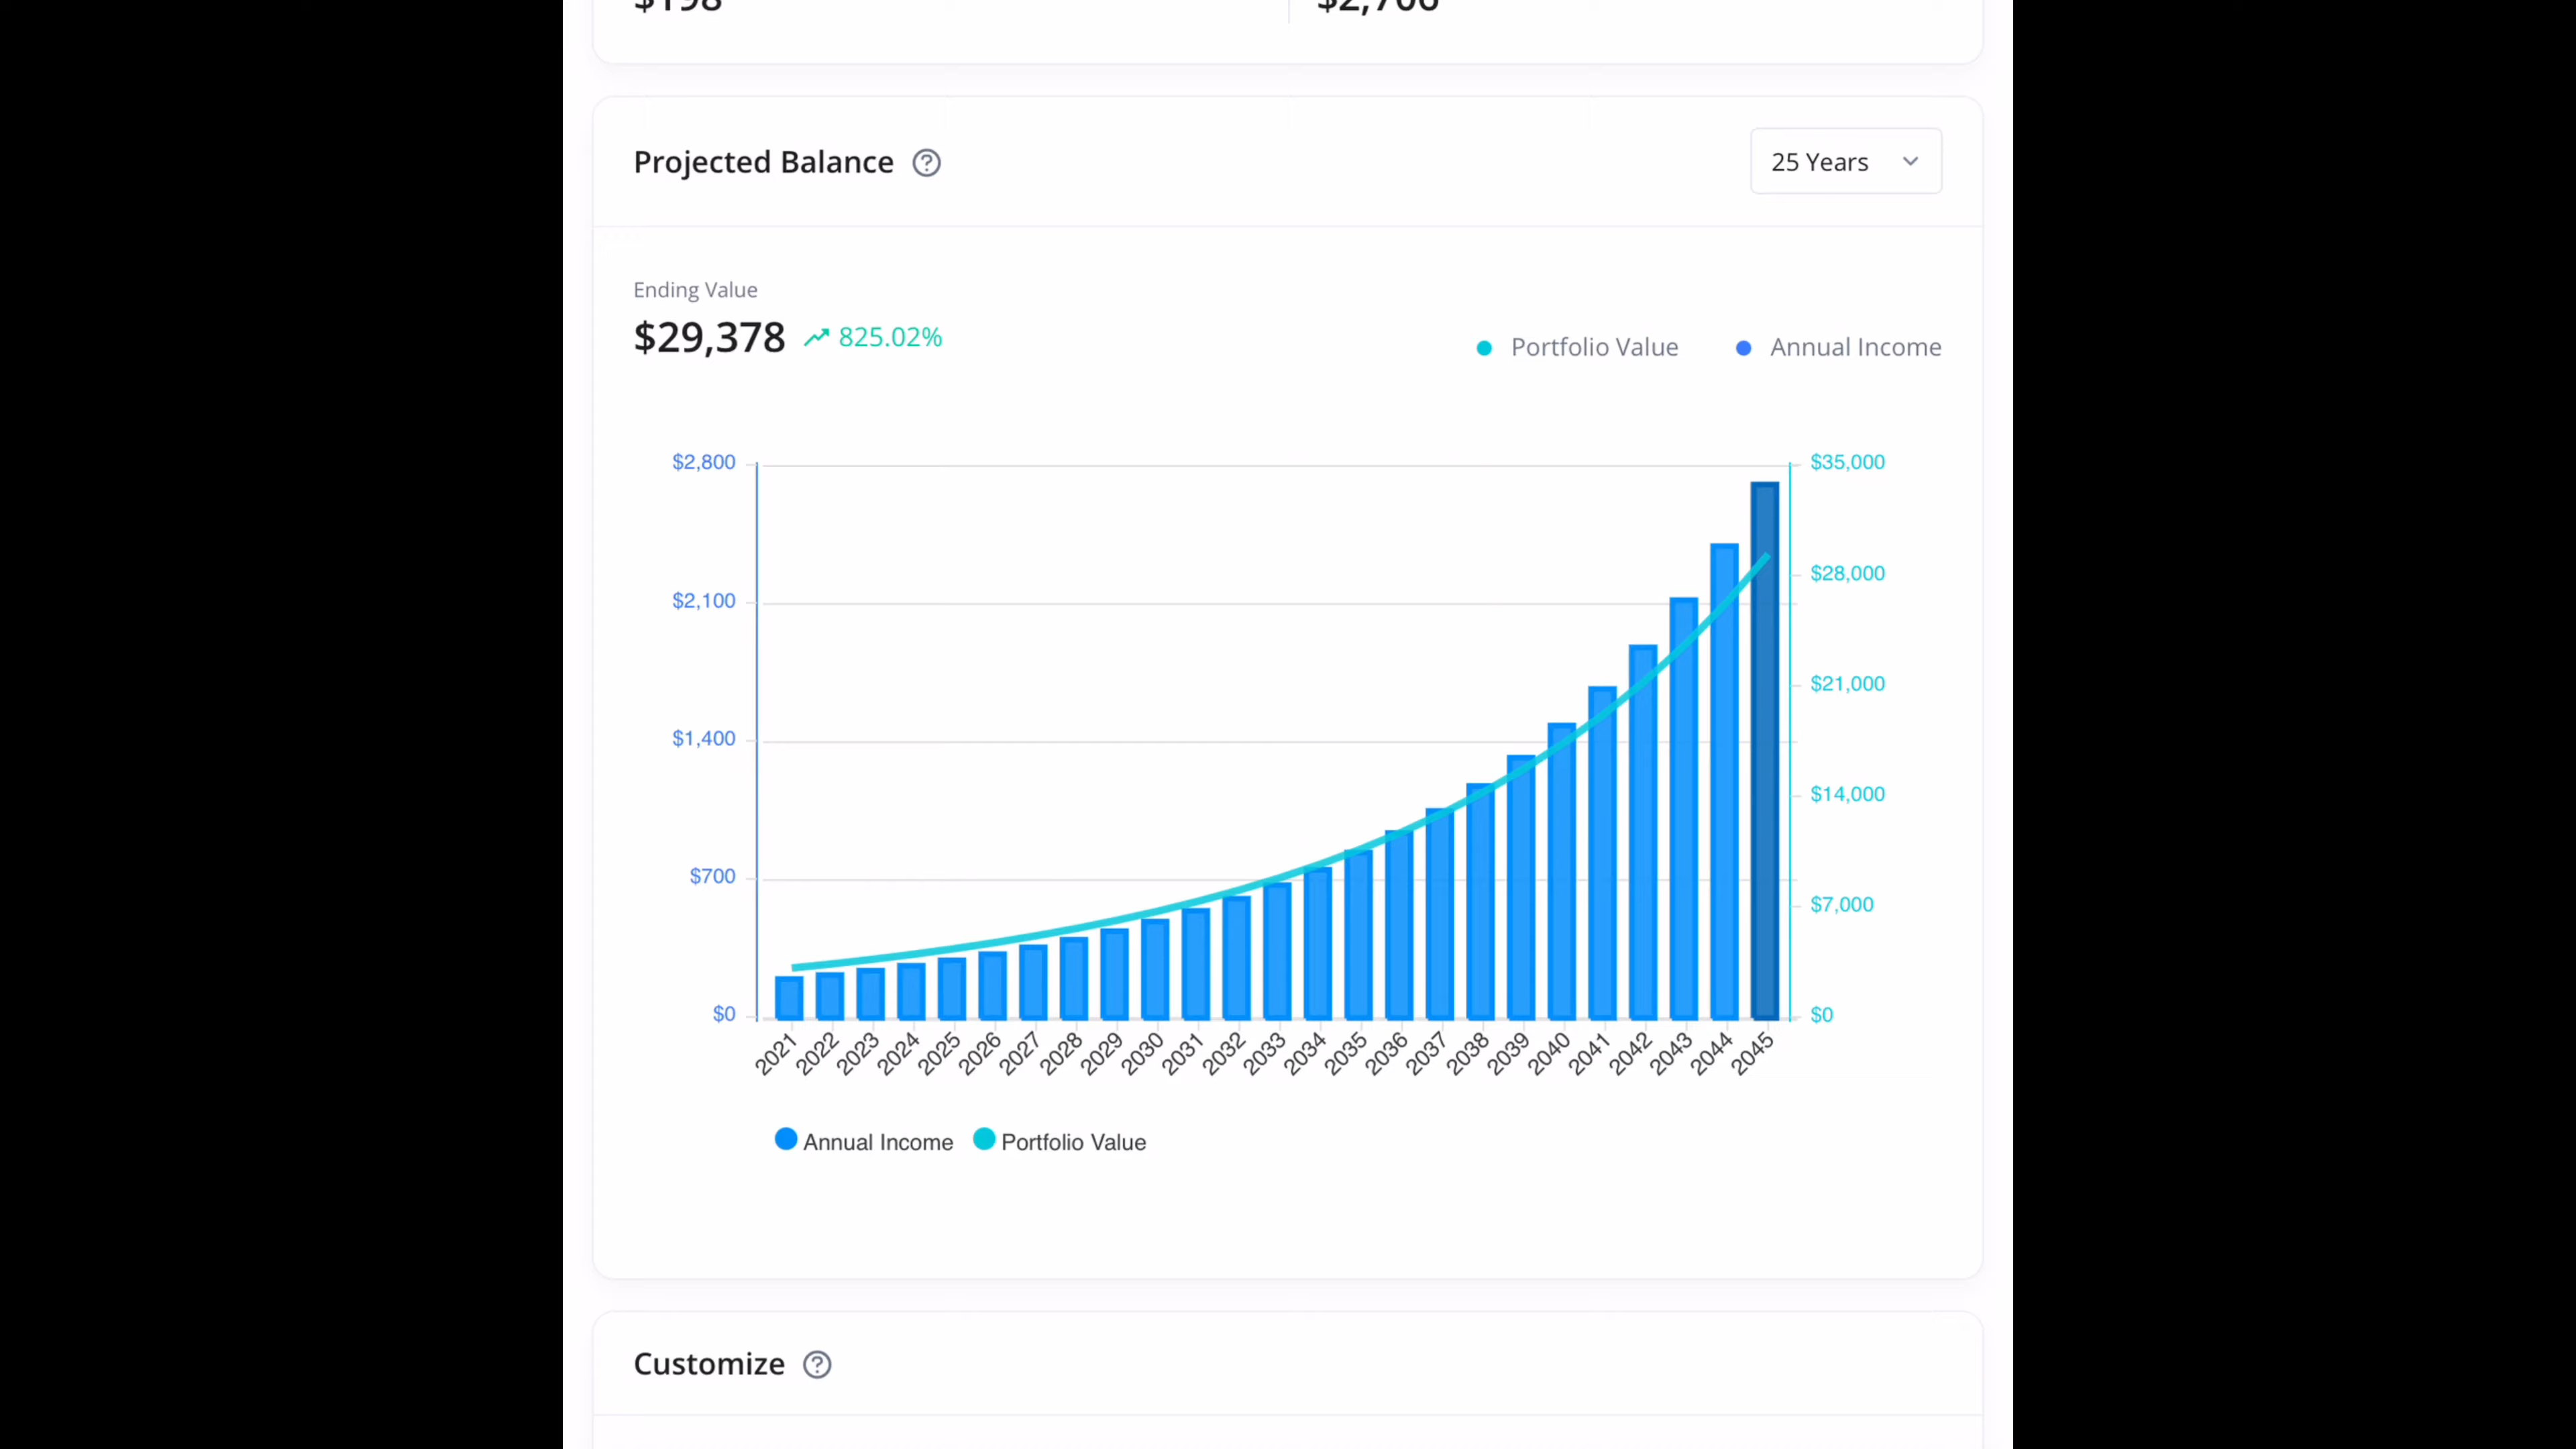 $198
$2,706
Projected Balance
25 Years
Ending Value
$29,378 825.02%
Portfolio Value
Annual Income
$2,800
$2,100
$1,400
$700
$0
$35,000
$28,000
$21,000
$14,000
$7,000
$0
2021 2022 2023 2024 2025 2026 2027 2028 2029 2030 2031 2032 2033 2034 2035 2036 2037 2038 2039 2040 2041 2042 2043 2044 2045
Annual Income Portfolio Value
Customize